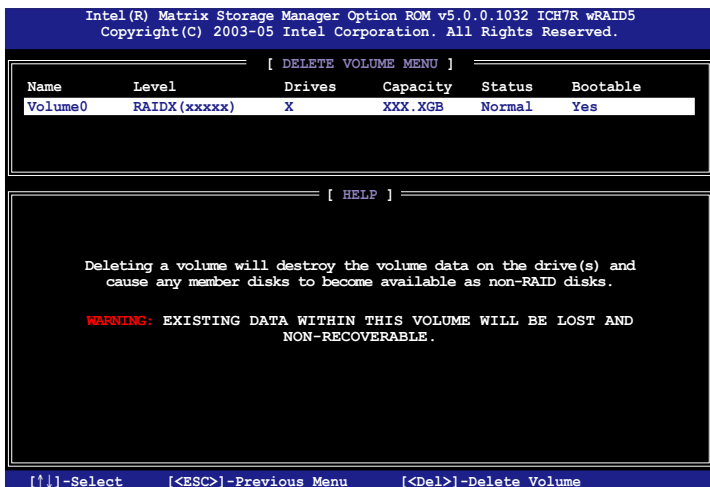 Intel(R) Matrix Storage Manager Option ROM v5.0.0.1032 ICH7R wRAID5
Copyright(C) 2003-05 Intel Corporation. All Rights Reserved.
[ DELETE VOLUME MENU ]
Name Level Drives Capacity Status Bootable
Volume0 RAIDX(xxxxx) X XXX.XGB Normal Yes
[ HELP ]
Deleting a volume will destroy the volume data on the drive(s) and
cause any member disks to become available as non-RAID disks.
WARNING: EXISTING DATA WITHIN THIS VOLUME WILL BE LOST AND
NON-RECOVERABLE.
[↑↓]-Select [<ESC>]-Previous Menu [<Del>]-Delete Volume